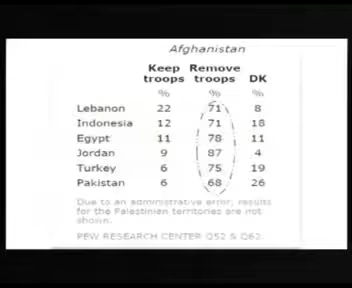 Afghanistan
Keep Remove
troops troops DK
% %
Lebanon 22 71 8
Indonesia 12 71 18
Egypt 11 78 11
Jordan 9 87 4
Turkey 6 75 19
Pakistan 6 68 26
Due to an administrative error, results
for the Palestinian territories are not
shown.
PEW RESEARCH CENTER Q52 & Q62.